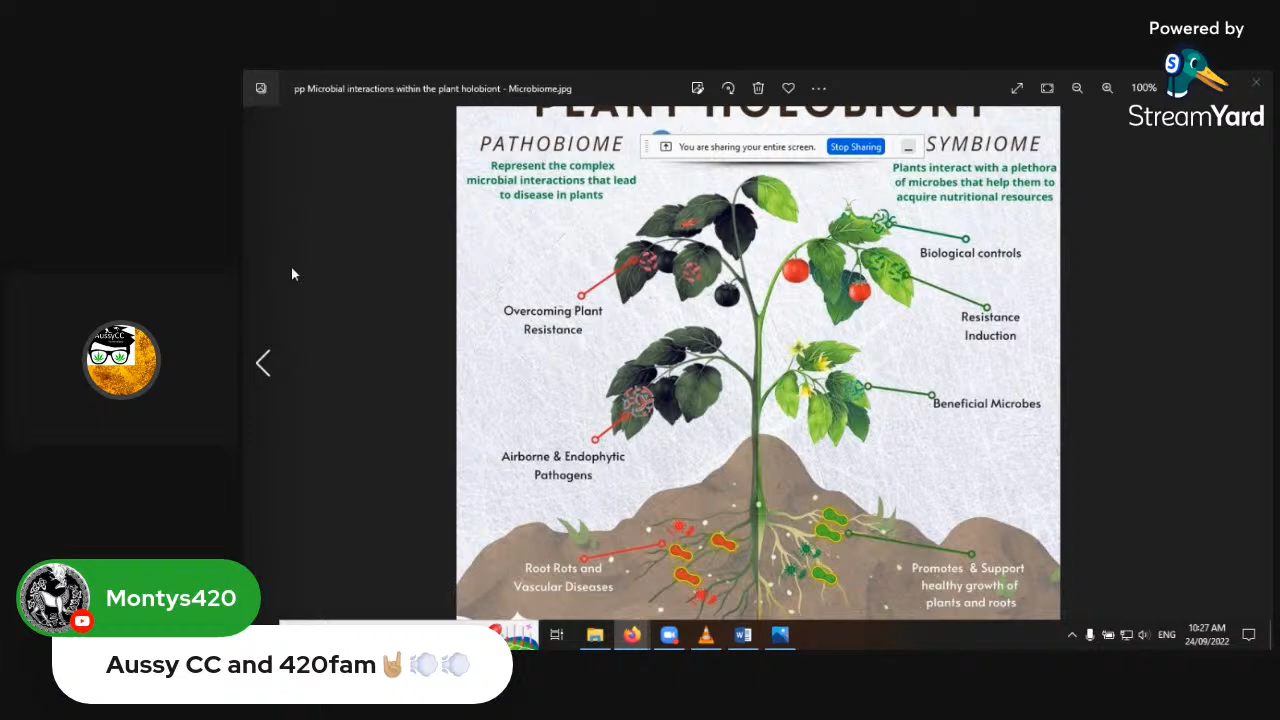 Powered by
StreamYard
pp Microbial interactions within the plant holobiont - Microbiome.jpg
100%
PLANT HOLOBIONT
You are sharing your entire screen.
Stop Sharing
PATHOBIOME
Represent the complex
microbial interactions that lead
to disease in plants
SYMBIOME
Plants interact with a plethora
of microbes that help them to
acquire nutritional resources
Biological controls
Overcoming Plant
Resistance
Resistance
Induction
Beneficial Microbes
Airborne & Endophytic
Pathogens
Root Rots and
Vascular Diseases
Promotes & Support
healthy growth of
plants and roots
AussyCC
ENG
10:27 AM
24/09/2022
Montys420
Aussy CC and 420fam🤘🏼💨💨